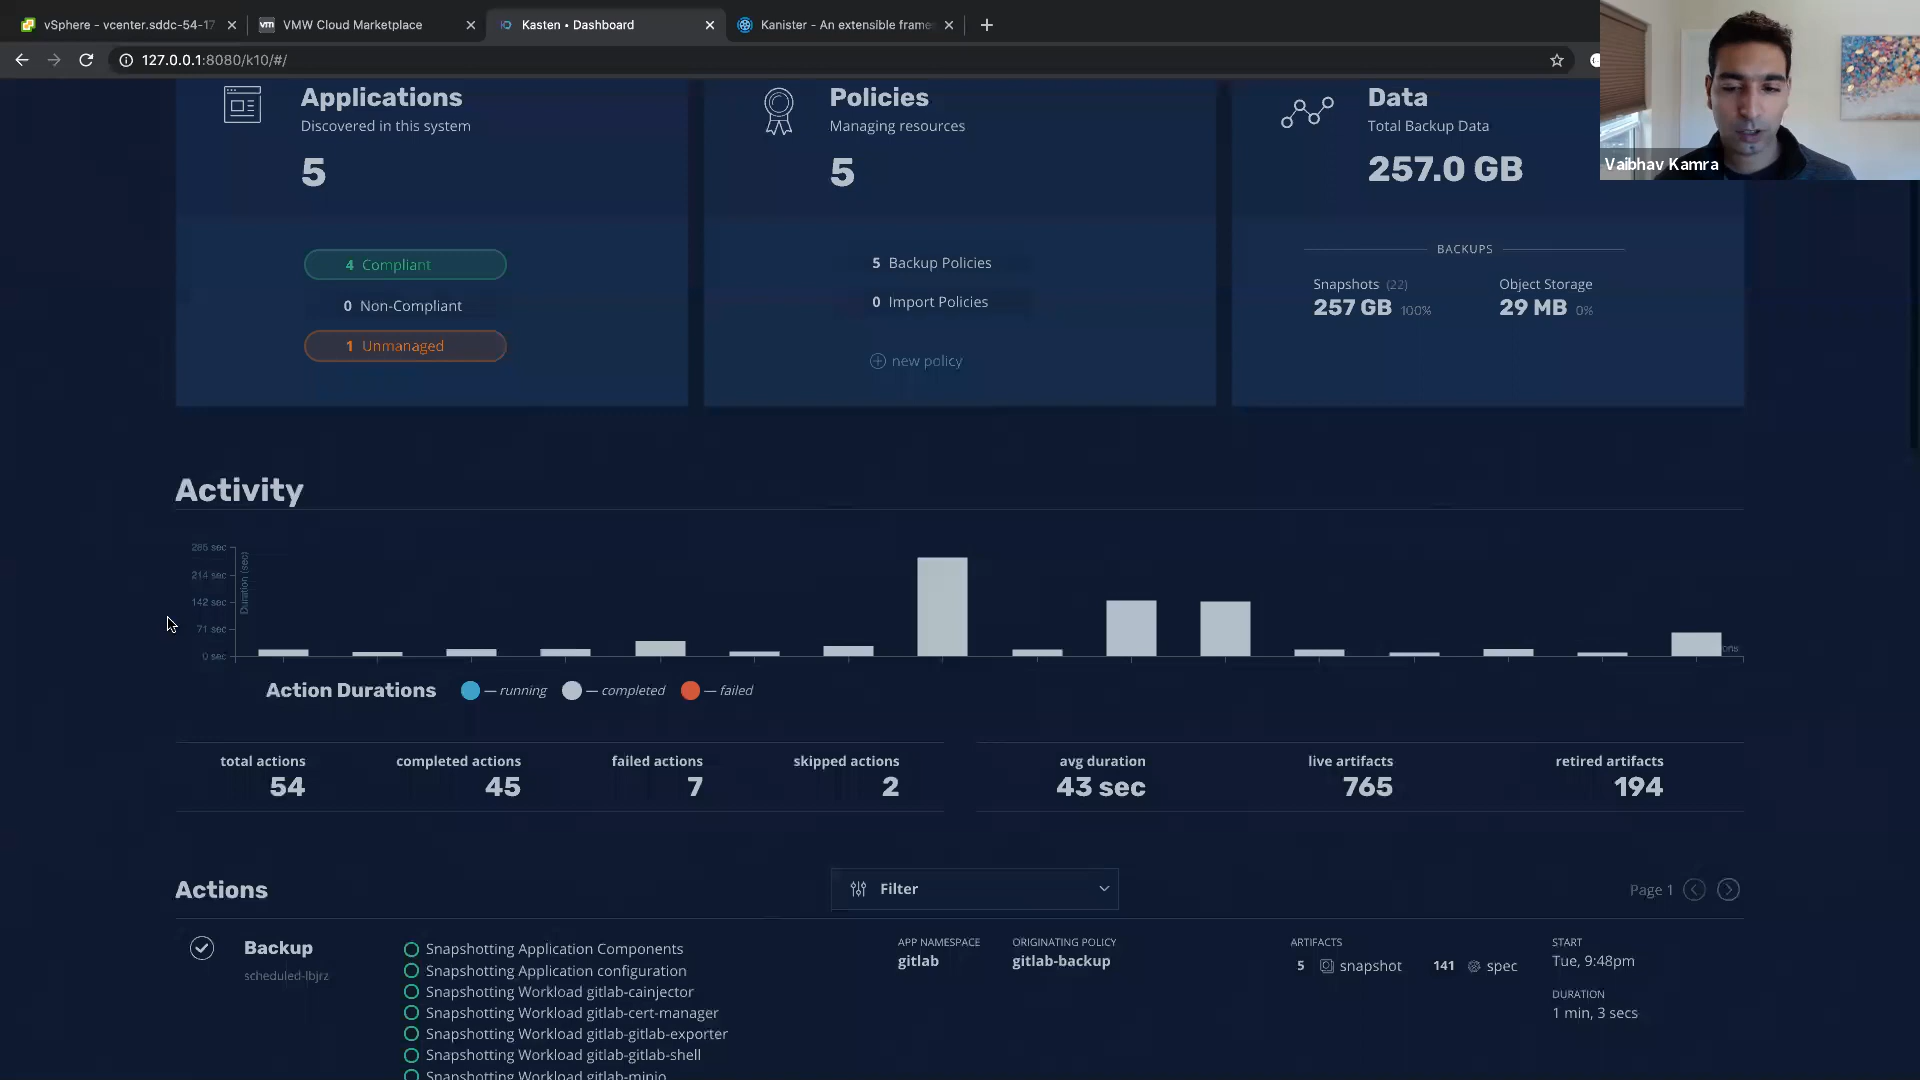 vSphere - vcenter.sddc-54-17
VMW Cloud Marketplace
Kasten • Dashboard
Kanister - An extensible frame
127.0.0.1:8080/k10/#/
Vaibhav Kamra
Applications
Discovered in this system
5
4 Compliant
0 Non-Compliant
1 Unmanaged
Policies
Managing resources
5
5 Backup Policies
0 Import Policies
new policy
Data
Total Backup Data
257.0 GB
BACKUPS
Snapshots (22)
257 GB 100%
Object Storage
29 MB 0%
Activity
285 sec
214 sec
142 sec
71 sec
0 sec
Duration (sec)
ons
Action Durations
— running
— completed
— failed
total actions
54
completed actions
45
failed actions
7
skipped actions
2
avg duration
43 sec
live artifacts
765
retired artifacts
194
Actions
Filter
Page 1
Backup
scheduled-lbjrz
Snapshotting Application Components
Snapshotting Application configuration
Snapshotting Workload gitlab-cainjector
Snapshotting Workload gitlab-cert-manager
Snapshotting Workload gitlab-gitlab-exporter
Snapshotting Workload gitlab-gitlab-shell
Snapshotting Workload gitlab-minio
APP NAMESPACE
gitlab
ORIGINATING POLICY
gitlab-backup
ARTIFACTS
5 snapshot 141 spec
START
Tue, 9:48pm
DURATION
1 min, 3 secs